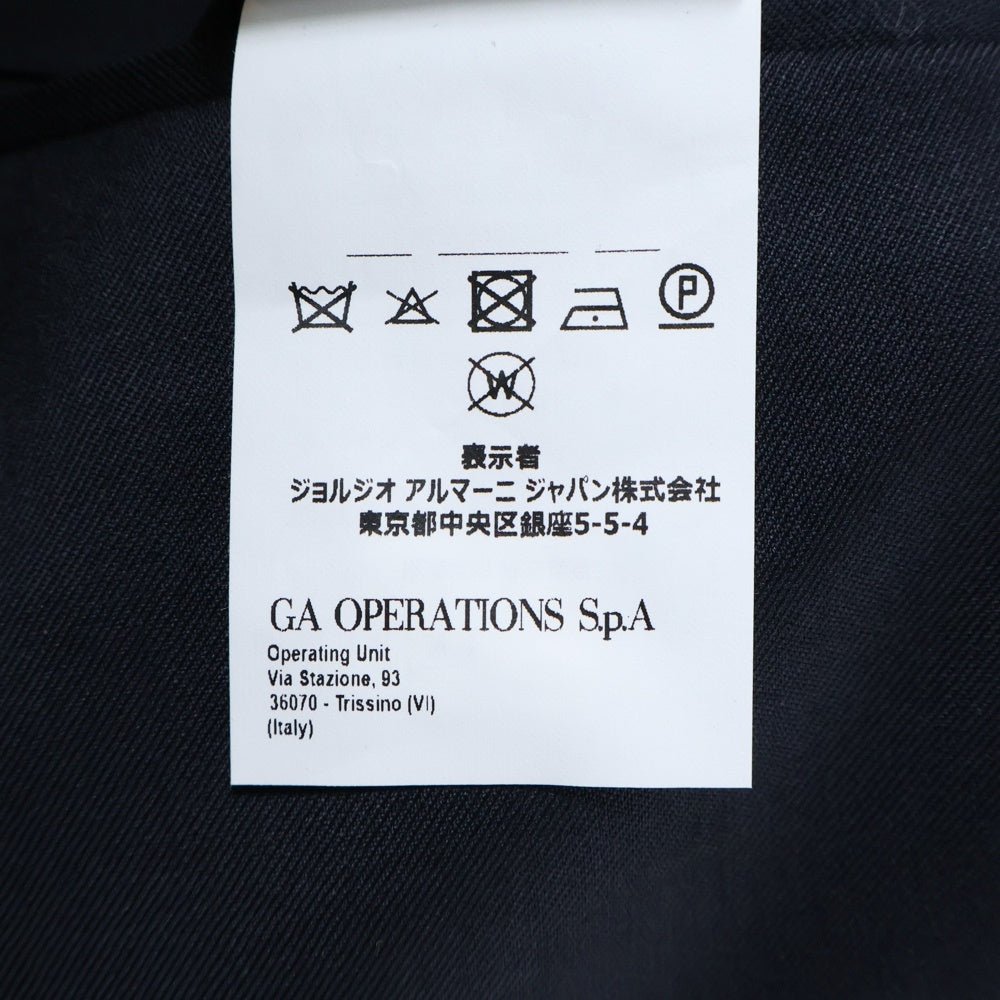 P
W
表示者
ジョルジオ アルマーニ ジャパン株式会社
東京都中央区銀座5-5-4
GA OPERATIONS S.p.A
Operating Unit
Via Stazione, 93
36070 - Trissino (VI)
(Italy)